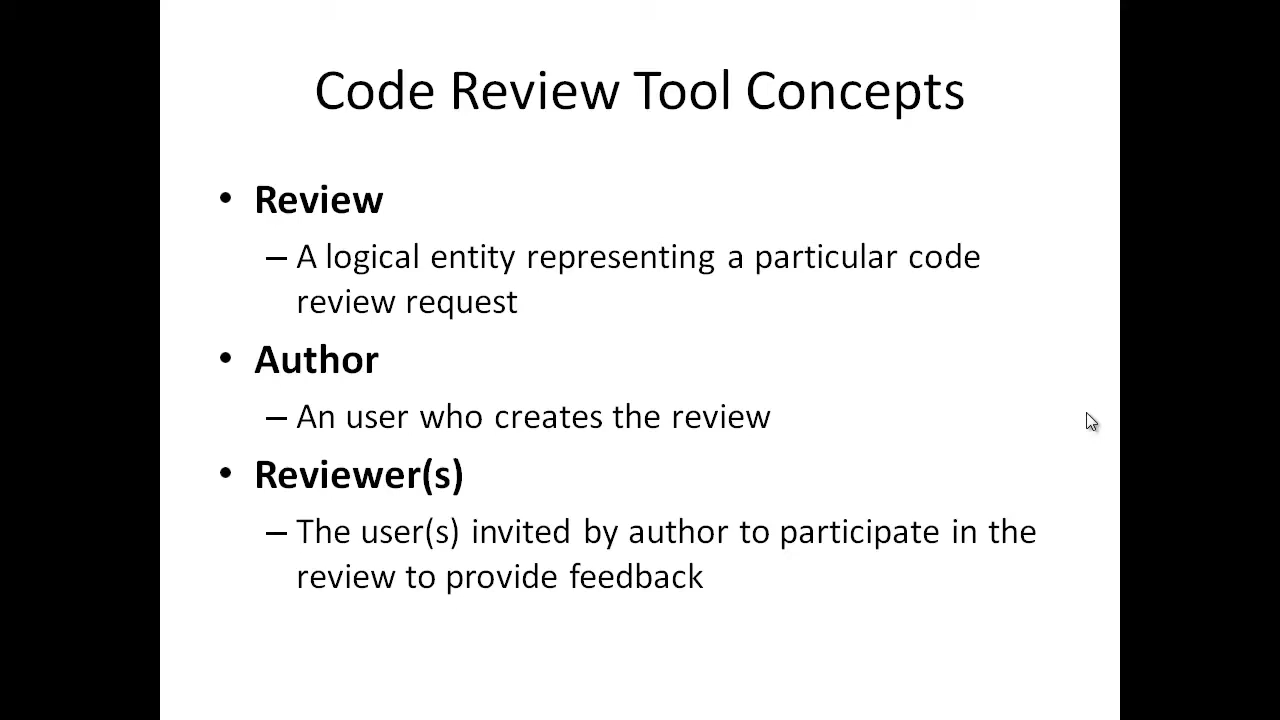 Code Review Tool Concepts
• Review
– A logical entity representing a particular code
review request
• Author
– An user who creates the review
• Reviewer(s)
– The user(s) invited by author to participate in the
review to provide feedback